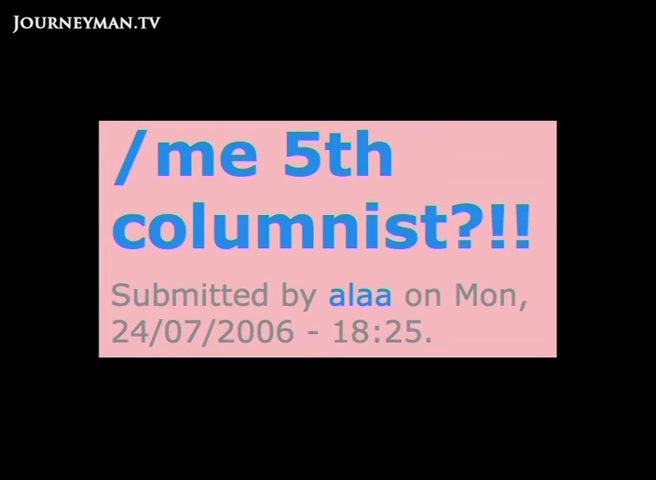 JOURNEYMAN.TV
/me 5th
columnist?!!
Submitted by alaa on Mon,
24/07/2006 - 18:25.